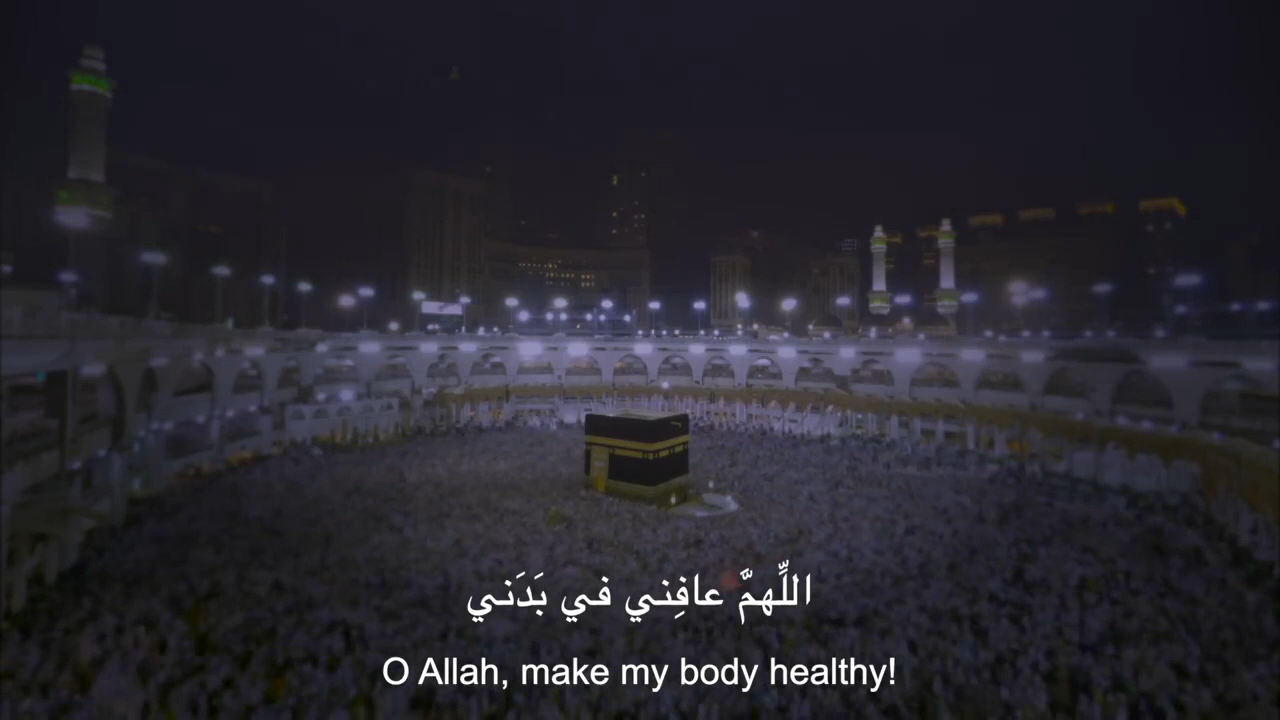 اللِّهمَّ عافِني في بَدَني
O Allah, make my body healthy!